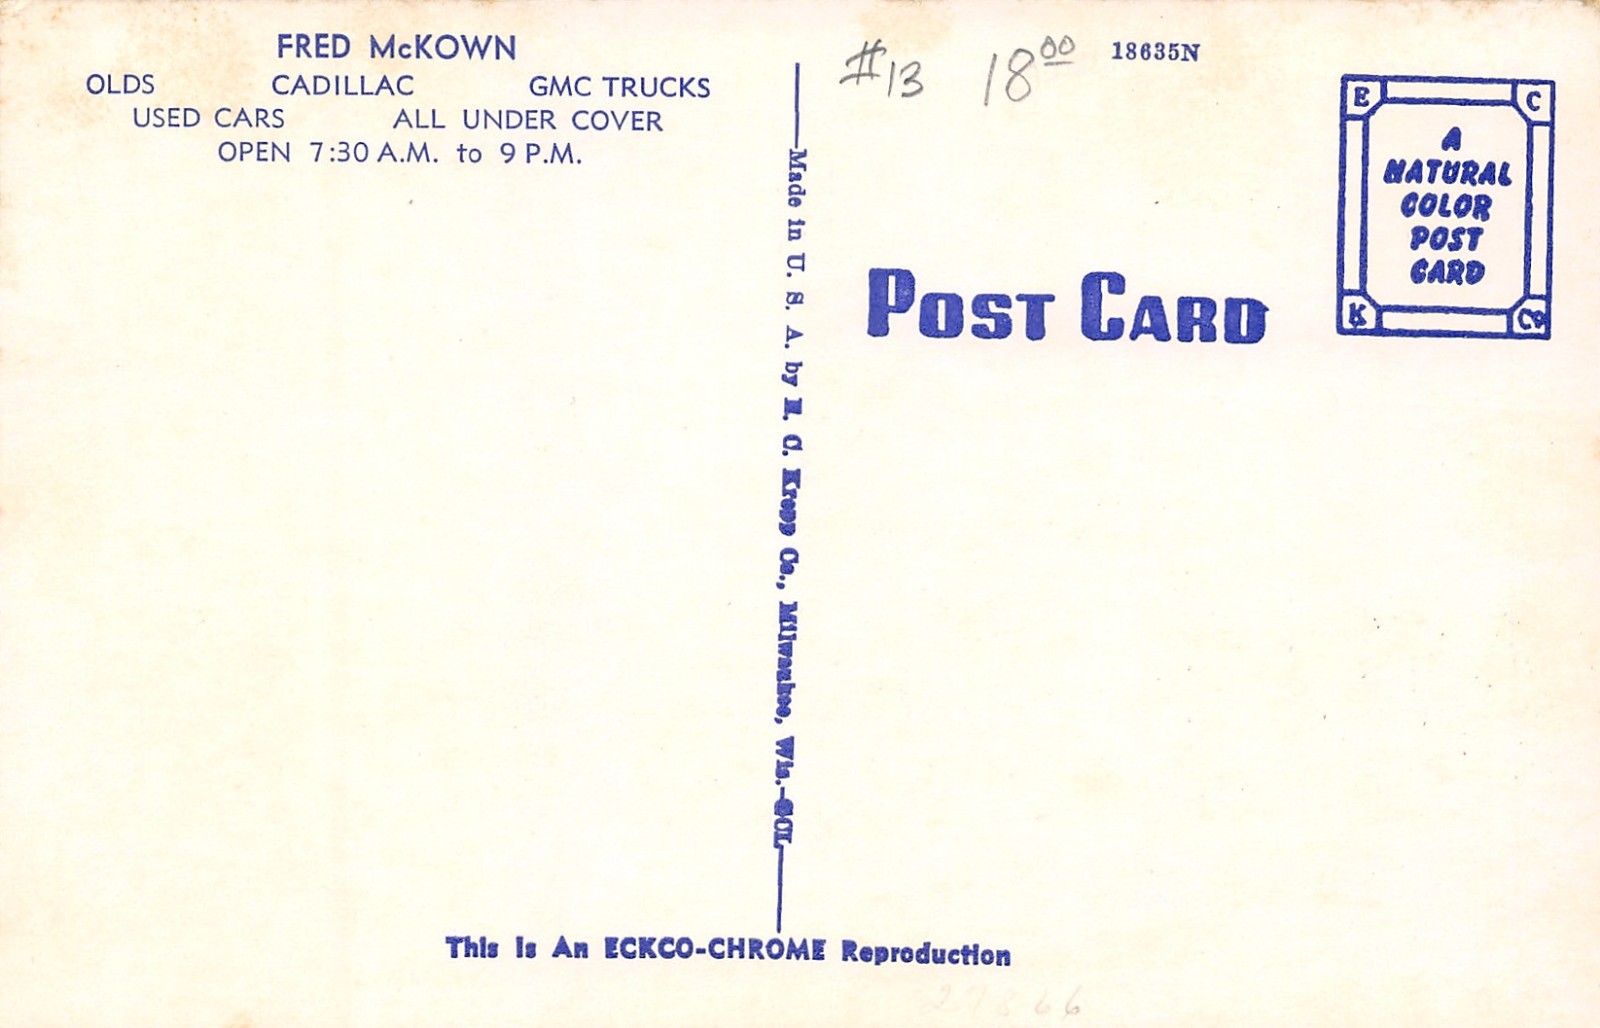 FRED McKOWN
OLDS CADILLAC GMC TRUCKS
USED CARS ALL UNDER COVER
OPEN 7:30 A.M. to 9 P.M.
#13 18.00 18635N
E C
A
NATURAL
COLOR
POST
CARD
K Co
POST CARD
Made in U. S. A. by E. C. Kropp Co., Milwaukee, Wis.
This Is An ECKCO-CHROME Reproduction
27866